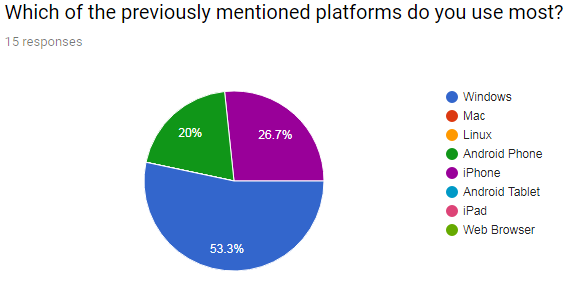 Which of the previously mentioned platforms do you use most?
15 responses
20%
26.7%
53.3%
Windows
Mac
Linux
Android Phone
iPhone
Android Tablet
iPad
Web Browser